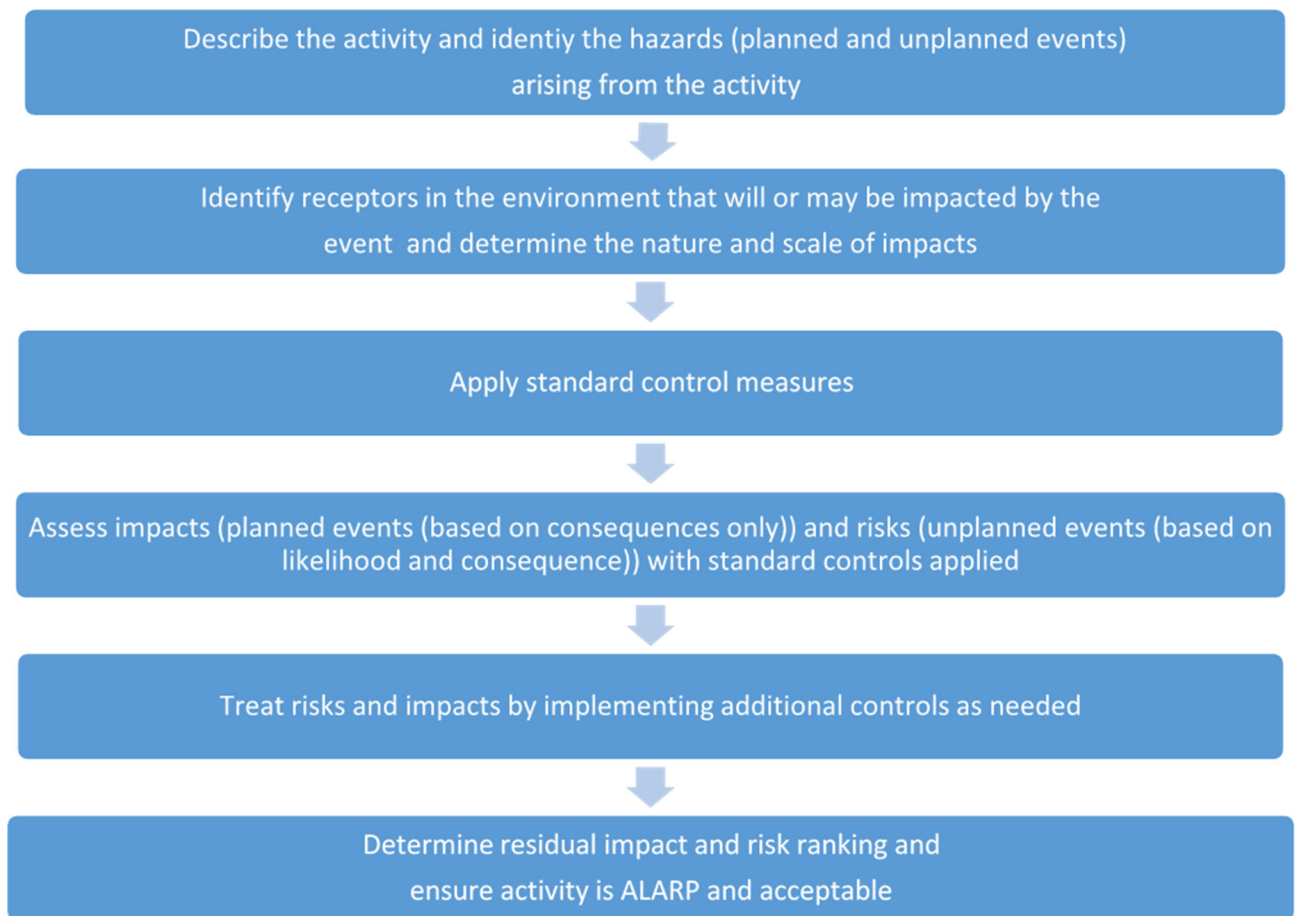 Describe the activity and identiy the hazards (planned and unplanned events)
arising from the activity
Identify receptors in the environment that will or may be impacted by the
event  and determine the nature and scale of impacts
Apply standard control measures
Assess impacts (planned events (based on consequences only)) and risks (unplanned events (based on
likelihood and consequence)) with standard controls applied
Treat risks and impacts by implementing additional controls as needed
Determine residual impact and risk ranking and
ensure activity is ALARP and acceptable